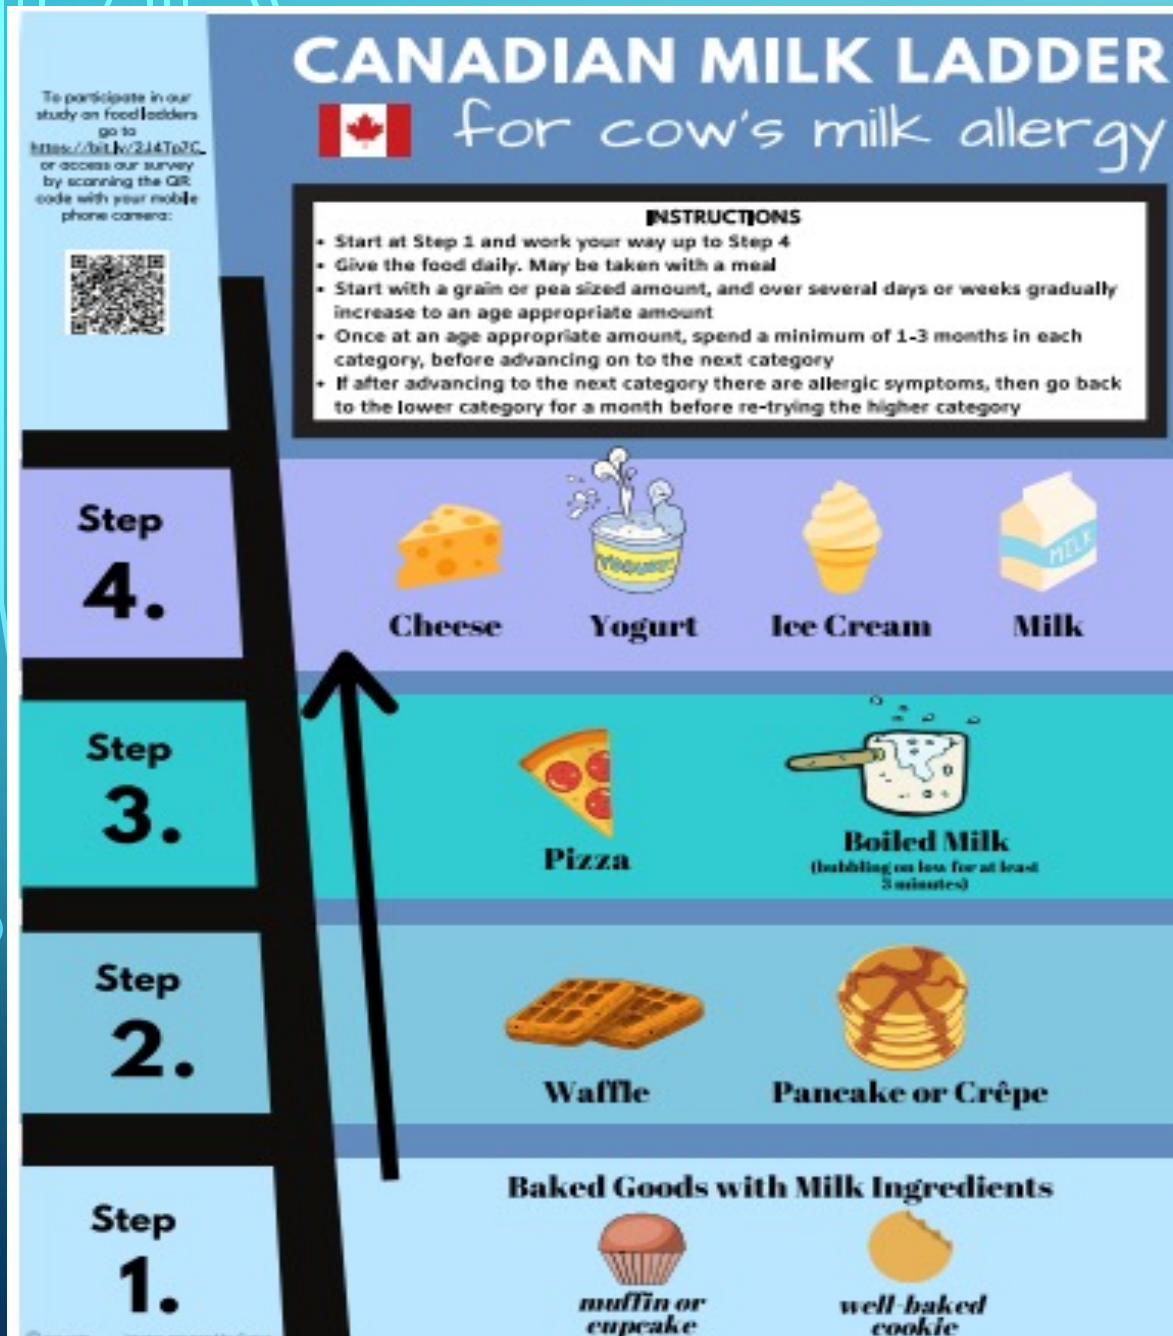 CANADIAN MILK LADDER
for cow's milk allergy
To participate in our
study on food ladders
go to
https://bit.ly/2J4Tp7C
or access our survey
by scanning the QR
code with your mobile
phone camera:
INSTRUCTIONS
• Start at Step 1 and work your way up to Step 4
• Give the food daily. May be taken with a meal
• Start with a grain or pea sized amount, and over several days or weeks gradually
increase to an age appropriate amount
• Once at an age appropriate amount, spend a minimum of 1-3 months in each
category, before advancing on to the next category
• If after advancing to the next category there are allergic symptoms, then go back
to the lower category for a month before re-trying the higher category
Step
4.
YOGURT
MILK
Cheese
Yogurt
Ice Cream
Milk
Step
3.
Pizza
Boiled Milk
(bubbling on low for at least
3 minutes)
Step
2.
Waffle
Pancake or Crêpe
Step
1.
Baked Goods with Milk Ingredients
muffin or
cupcake
well-baked
cookie